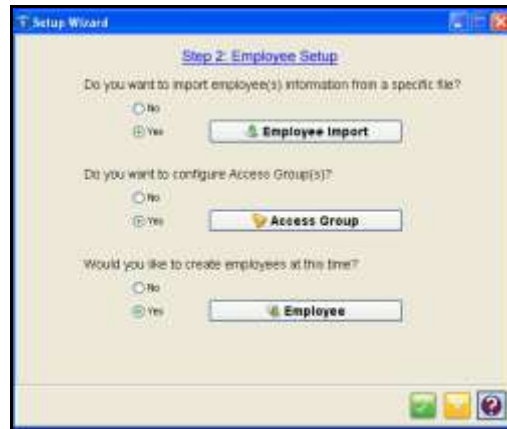 Setup Wizard
Step 2: Employee Setup
Do you want to import employee(s) information from a specific file?
No
Yes
Employee Import
Do you want to configure Access Group(s)?
No
Yes
Access Group
Would you like to create employees at this time?
No
Yes
Employee
?